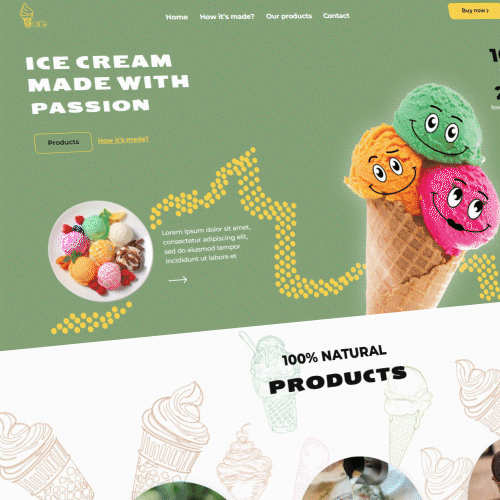 ice
Home How it's made? Our products Contact
Buy now
ICE CREAM
MADE WITH
PASSION
Products How it's made?
Lorem ipsum dolor sit amet,
consectetur adipiscing elit,
sed do eiusmod tempor
incididunt ut labore et
100% NATURAL
PRODUCTS